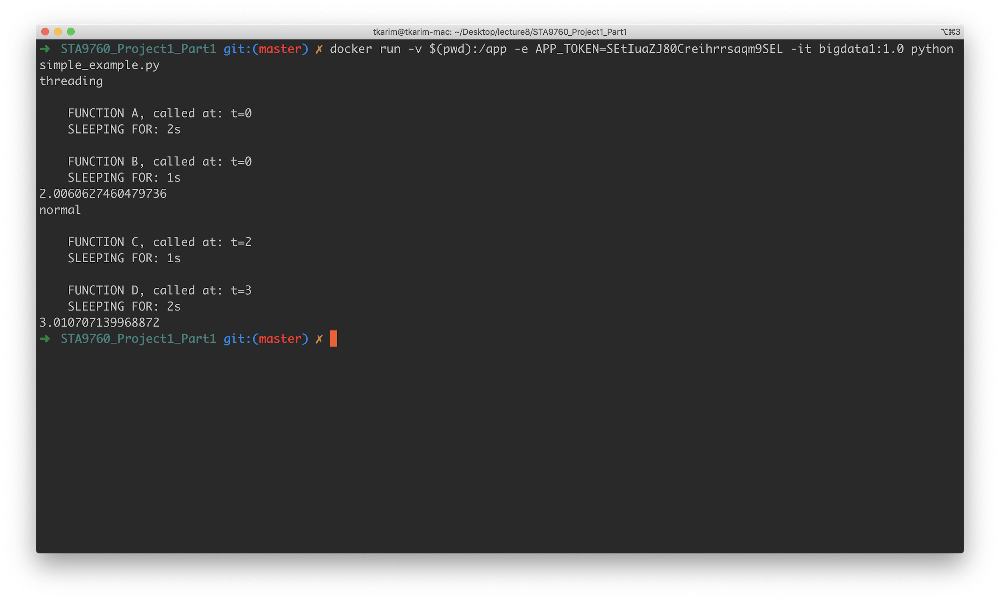 tkarim@tkarim-mac: ~/Desktop/lecture8/STA9760_Project1_Part1
⌥⌘3
➜ STA9760_Project1_Part1 git:(master) ✗ docker run -v $(pwd):/app -e APP_TOKEN=SEtIuaZJ80Creihrrsaqm9SEL -it bigdata1:1.0 python
simple_example.py
threading
FUNCTION A, called at: t=0
SLEEPING FOR: 2s
FUNCTION B, called at: t=0
SLEEPING FOR: 1s
2.0060627460479736
normal
FUNCTION C, called at: t=2
SLEEPING FOR: 1s
FUNCTION D, called at: t=3
SLEEPING FOR: 2s
3.010707139968872
➜ STA9760_Project1_Part1 git:(master) ✗